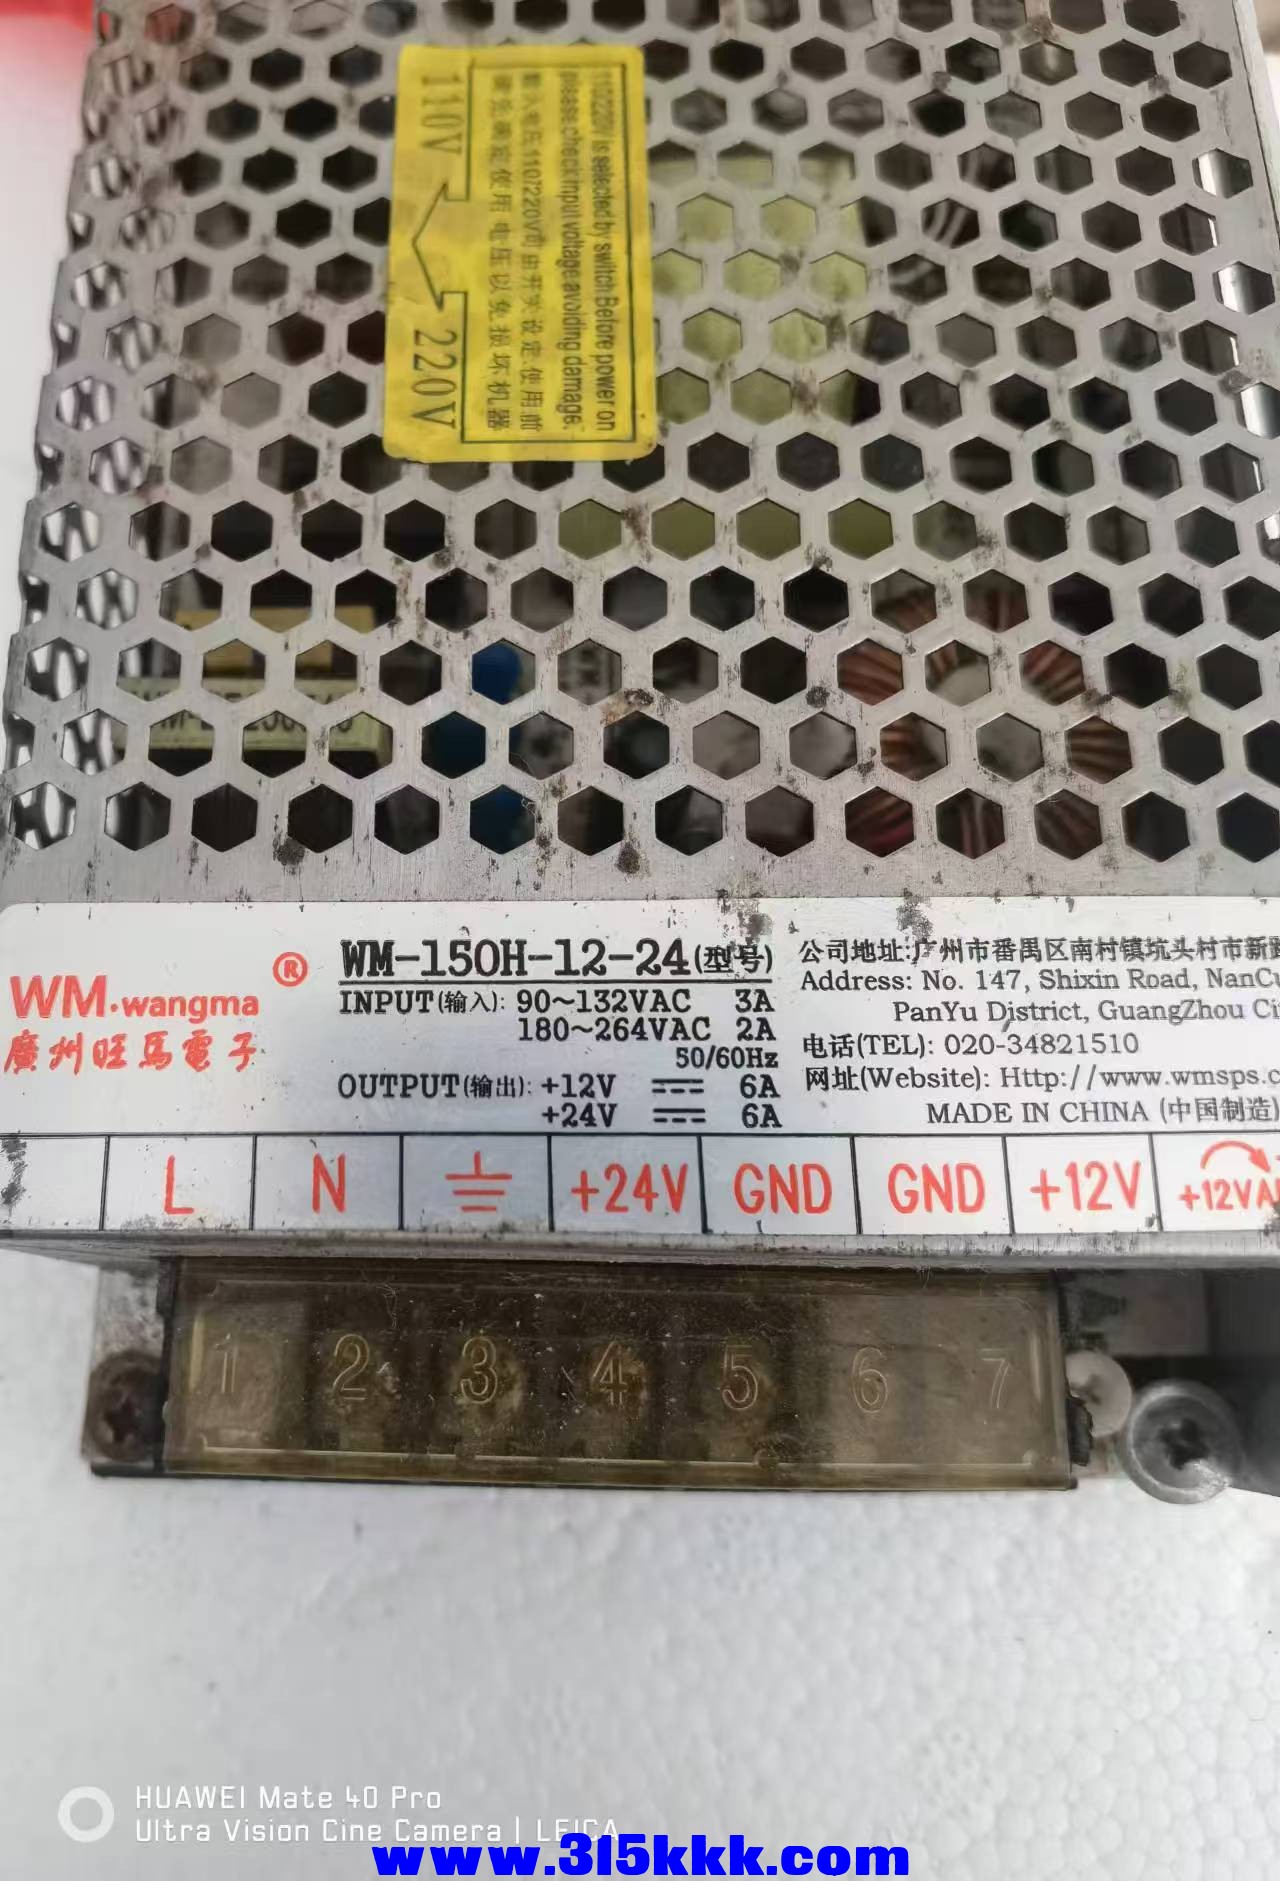 110V
220V
110/220V is selected by switch Before power on
please check input voltage avoiding damage.
输入电压110/220V可由开关设定·使用前
请先确定使用电压以免损坏机器
WM·wangma ®
廣州旺馬電子
WM-150H-12-24(型号)
INPUT(输入): 90~132VAC 3A
180~264VAC 2A
50/60Hz
OUTPUT(输出): +12V 6A
+24V 6A
公司地址:广州市番禺区南村镇坑头村市新路
Address: No. 147, Shixin Road, NanCu
PanYu District, GuangZhou Ci
电话(TEL): 020-34821510
网址(Website): Http://www.wmsps.c
MADE IN CHINA (中国制造)
L N +24V GND GND +12V +12VA
1 2 3 4 5 6 7
HUAWEI Mate 40 Pro
Ultra Vision Cine Camera | LEICA
www.315kkk.com